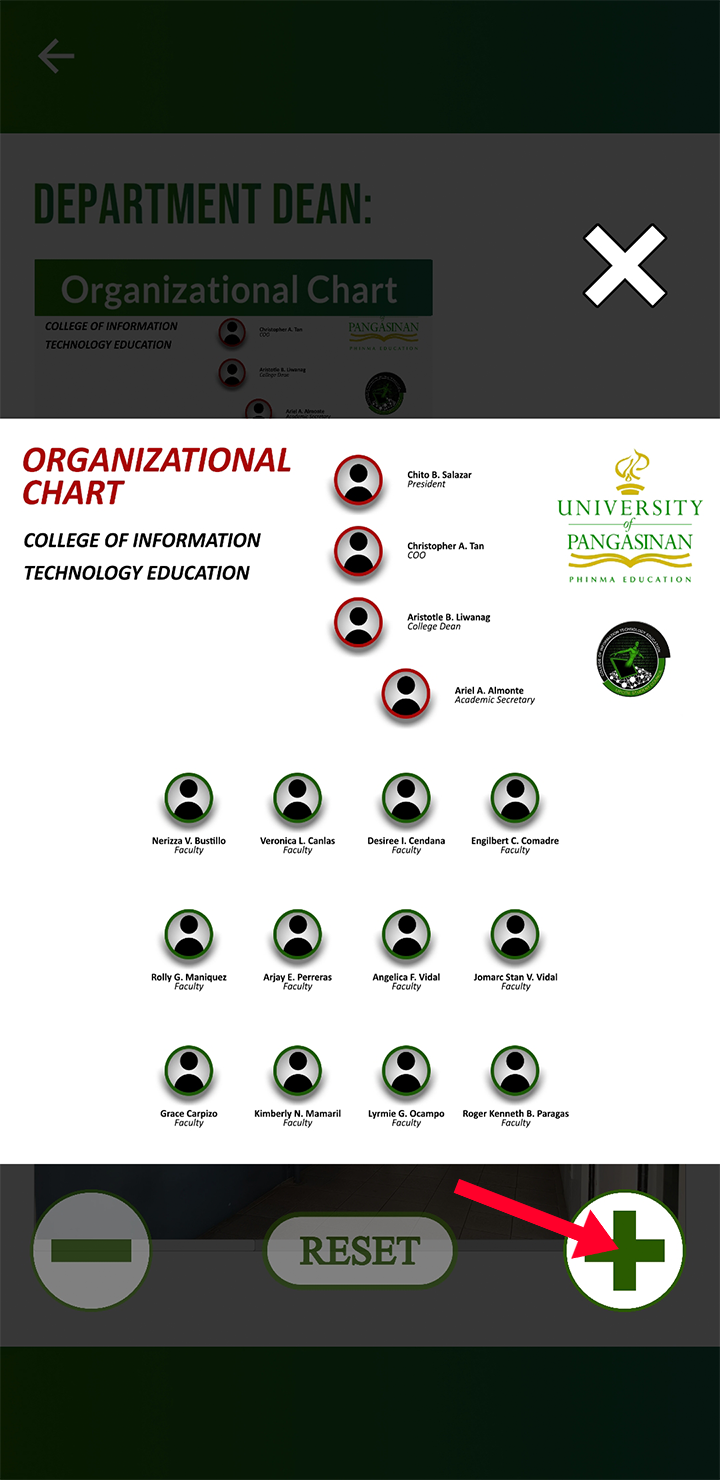 DEPARTMENT DEAN:
Organizational Chart
COLLEGE OF INFORMATION
TECHNOLOGY EDUCATION
Christopher A. Tan
COO
Aristotle B. Liwanag
College Dean
Ariel A. Almonte
Academic Secretary
PANGASINAN
PHINMA EDUCATION
ORGANIZATIONAL
CHART
COLLEGE OF INFORMATION
TECHNOLOGY EDUCATION
Chito B. Salazar
President
Christopher A. Tan
COO
Aristotle B. Liwanag
College Dean
Ariel A. Almonte
Academic Secretary
UNIVERSITY
of
PANGASINAN
PHINMA EDUCATION
Nerizza V. Bustillo
Faculty
Veronica L. Canlas
Faculty
Desiree I. Cendana
Faculty
Engilbert C. Comadre
Faculty
Rolly G. Maniquez
Faculty
Arjay E. Perreras
Faculty
Angelica F. Vidal
Faculty
Jomarc Stan V. Vidal
Faculty
Grace Carpizo
Faculty
Kimberly N. Mamaril
Faculty
Lyrmie G. Ocampo
Faculty
Roger Kenneth B. Paragas
Faculty
RESET